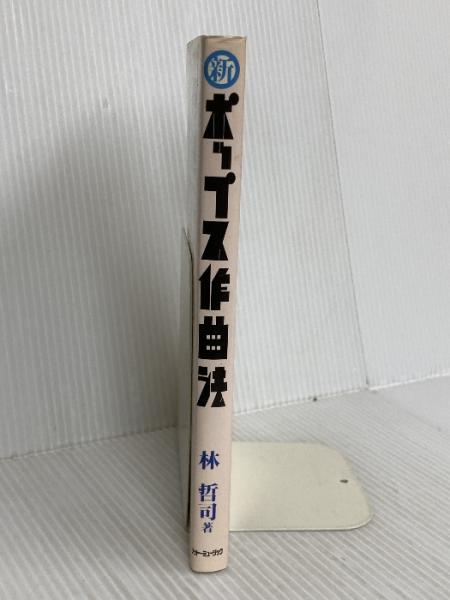 新
ポップス作曲法
林 哲司 著